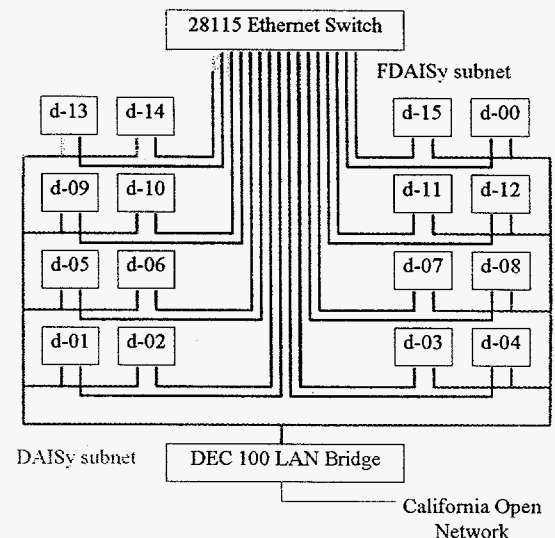 28115 Ethernet Switch
FDAISy subnet
d-13 d-14 d-15 d-00
d-09 d-10 d-11 d-12
d-05 d-06 d-07 d-08
d-01 d-02 d-03 d-04
DAISy subnet
DEC 100 LAN Bridge
California Open
Network